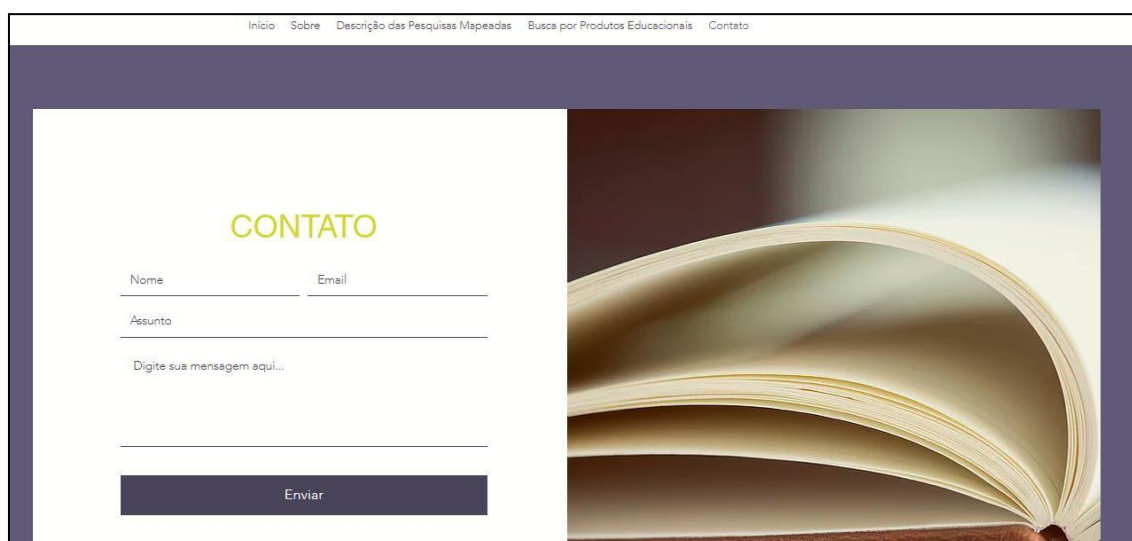 Início Sobre Descrição das Pesquisas Mapeadas Busca por Produtos Educacionais Contato
CONTATO
Nome Email
Assunto
Digite sua mensagem aqui...
Enviar